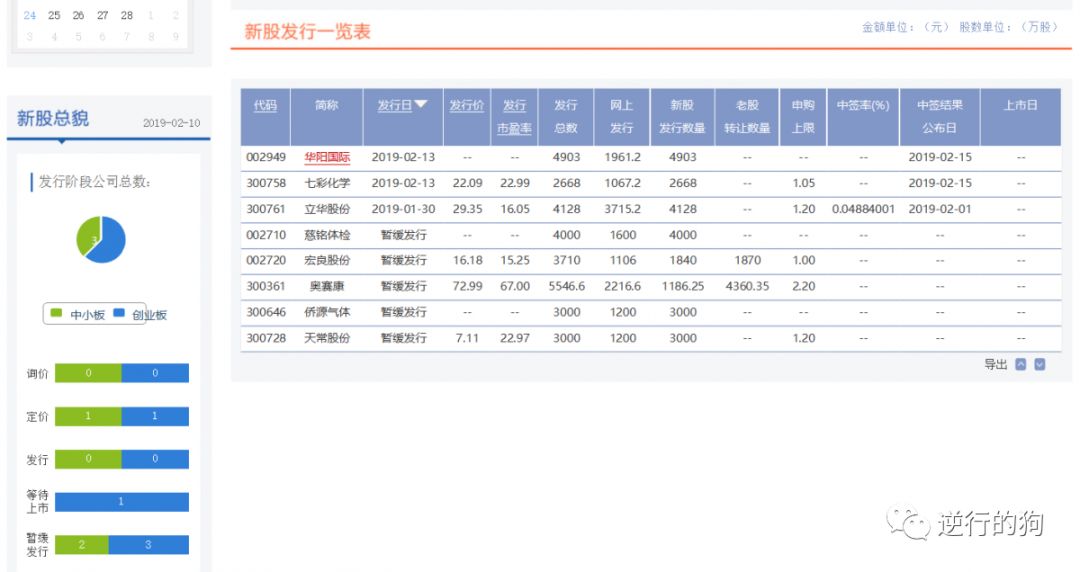 24 25 26 27 28 1 2
3 4 5 6 7 8 9
新股总貌 2019-02-10
发行阶段公司总数:
3
中小板 创业板
调价 0 0
定价 1 1
发行 0 0
等待
上市 1
暂缓
发行 2 3
新股发行一览表 金额单位：（元） 股数单位：（万股）
代码 简称 发行日 发行价 发行 发行 网上 新股 老股 申购 中签率(%) 中签结果 上市日
市盈率 总数 发行 发行数量 转让数量 上限 公布日
002949 华阳国际 2019-02-13 -- -- 4903 1961.2 4903 -- -- -- 2019-02-15 --
300758 七彩化学 2019-02-13 22.09 22.99 2668 1067.2 2668 -- 1.05 -- 2019-02-15 --
300761 立华股份 2019-01-30 29.35 16.05 4128 3715.2 4128 -- 1.20 0.04884001 2019-02-01 --
002710 慈铭体检 暂缓发行 -- -- 4000 1600 4000 -- -- -- -- --
002720 宏良股份 暂缓发行 16.18 15.25 3710 1106 1840 1870 1.00 -- -- --
300361 奥赛康 暂缓发行 72.99 67.00 5546.6 2216.6 1186.25 4360.35 2.20 -- -- --
300646 侨源气体 暂缓发行 -- -- 3000 1200 3000 -- -- -- -- --
300728 天常股份 暂缓发行 7.11 22.97 3000 1200 3000 -- 1.20 -- -- --
导出
逆行的狗